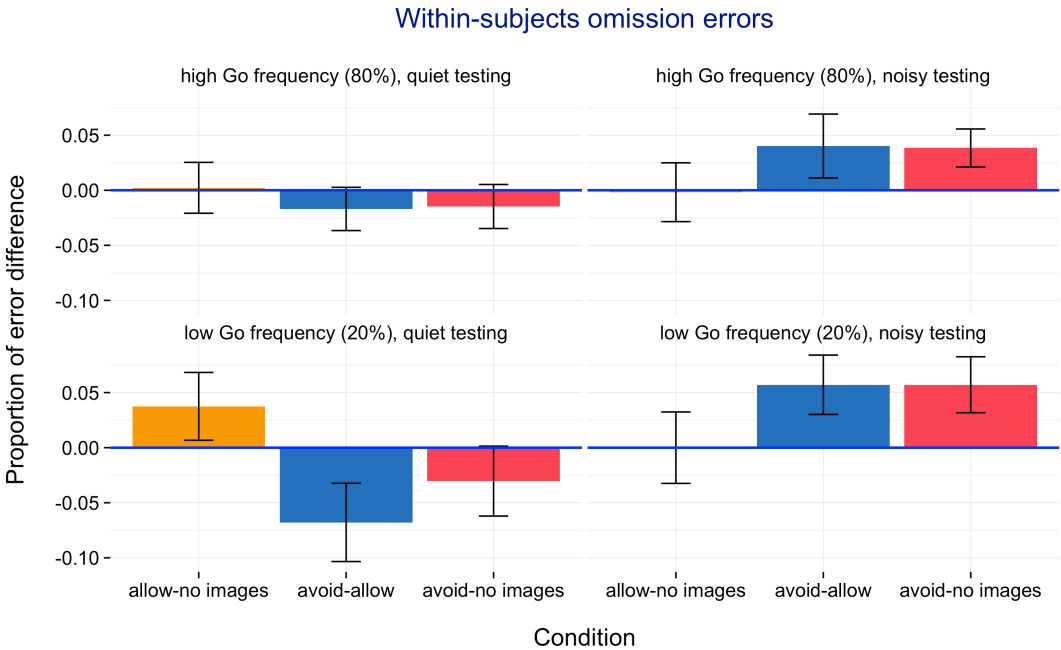 Within-subjects omission errors
high Go frequency (80%), quiet testing
high Go frequency (80%), noisy testing
0.05
0.00
-0.05
-0.10
low Go frequency (20%), quiet testing
low Go frequency (20%), noisy testing
0.05
0.00
-0.05
-0.10
Proportion of error difference
allow-no images avoid-allow avoid-no images
allow-no images avoid-allow avoid-no images
Condition